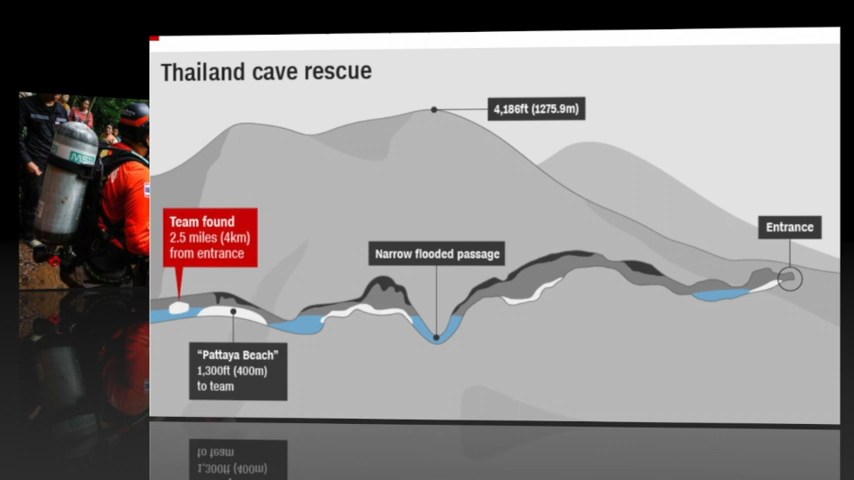 Thailand cave rescue
4,186ft (1275.9m)
Team found
2.5 miles (4km)
from entrance
Narrow flooded passage
Entrance
"Pattaya Beach"
1,300ft (400m)
to team